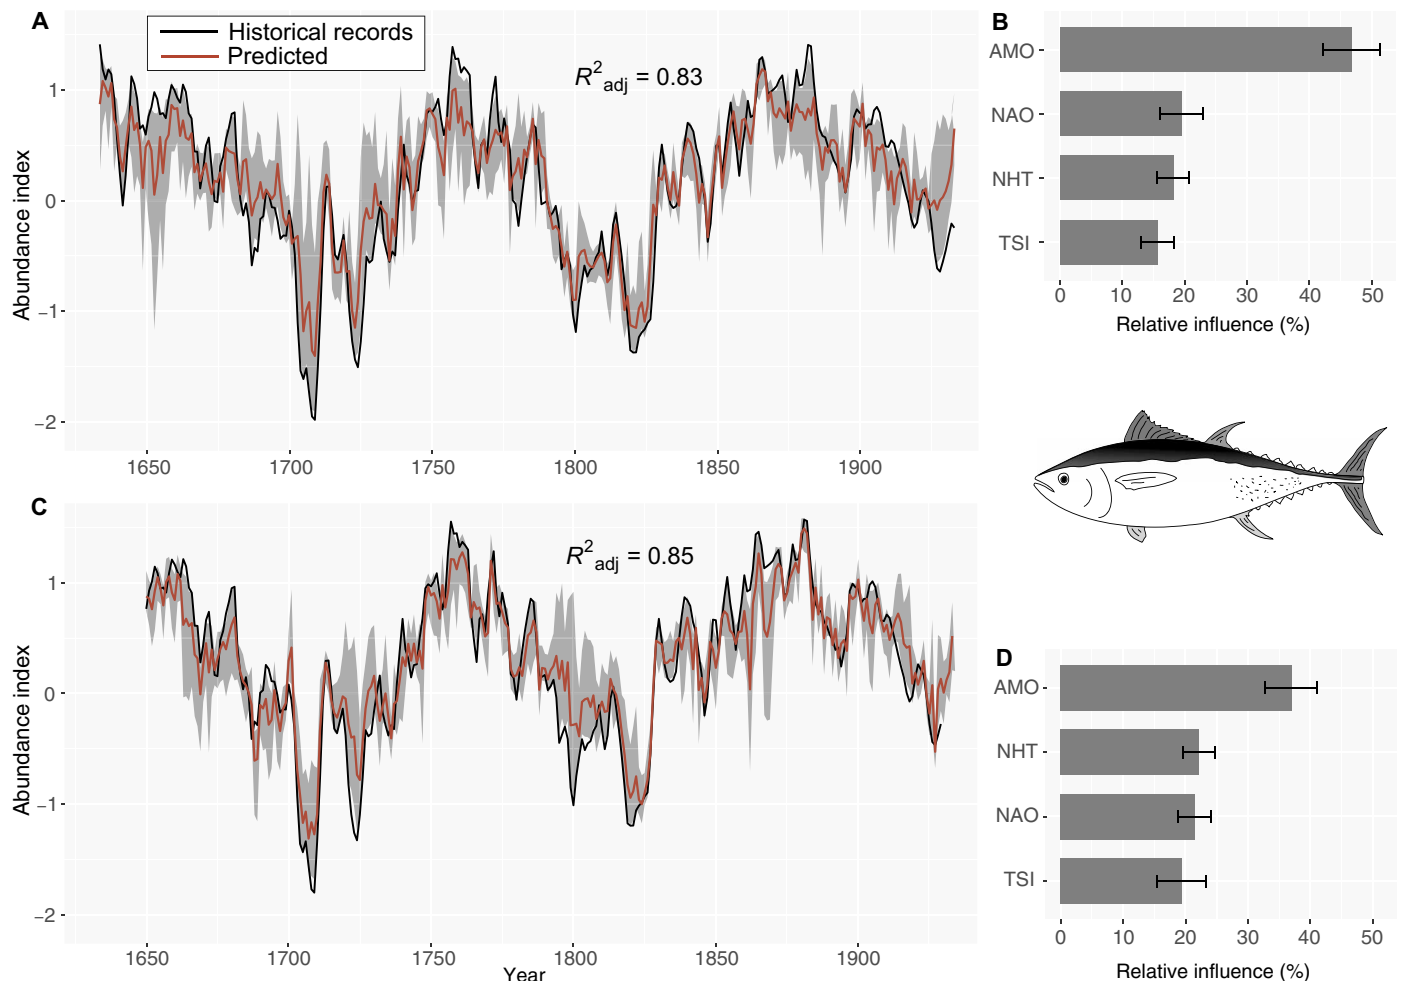 A
Historical records
Predicted
R²adj = 0.83
Abundance index
1
0
−1
−2
1650 1700 1750 1800 1850 1900
B
AMO
NAO
NHT
TSI
0 10 20 30 40 50
Relative influence (%)
C
R²adj = 0.85
Abundance index
1
0
−1
−2
1650 1700 1750 1800 1850 1900
Year
D
AMO
NHT
NAO
TSI
0 10 20 30 40 50
Relative influence (%)